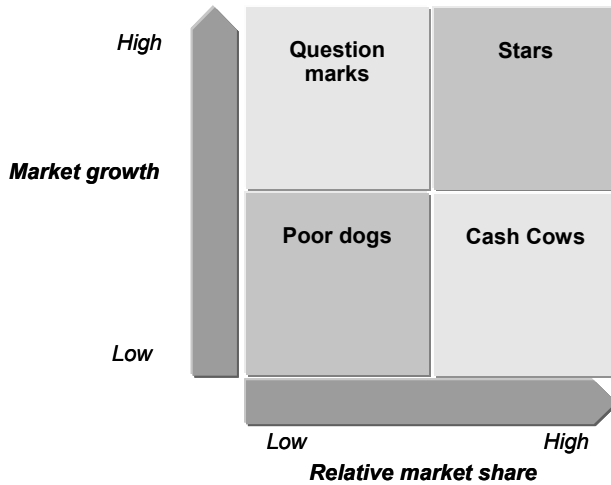 High
Question
marks
Stars
Market growth
Poor dogs
Cash Cows
Low
Low
High
Relative market share